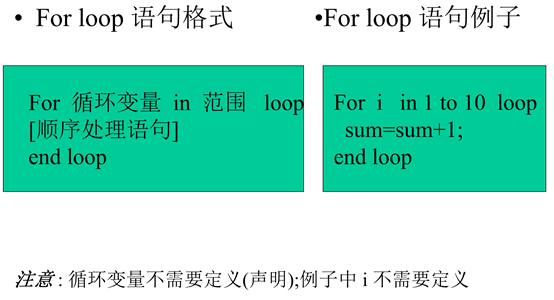 • For loop 语句格式
•For loop 语句例子
For 循环变量 in 范围 loop
[顺序处理语句]
end loop
For i in 1 to 10 loop
sum=sum+1;
end loop
注意 : 循环变量不需要定义(声明);例子中 i 不需要定义